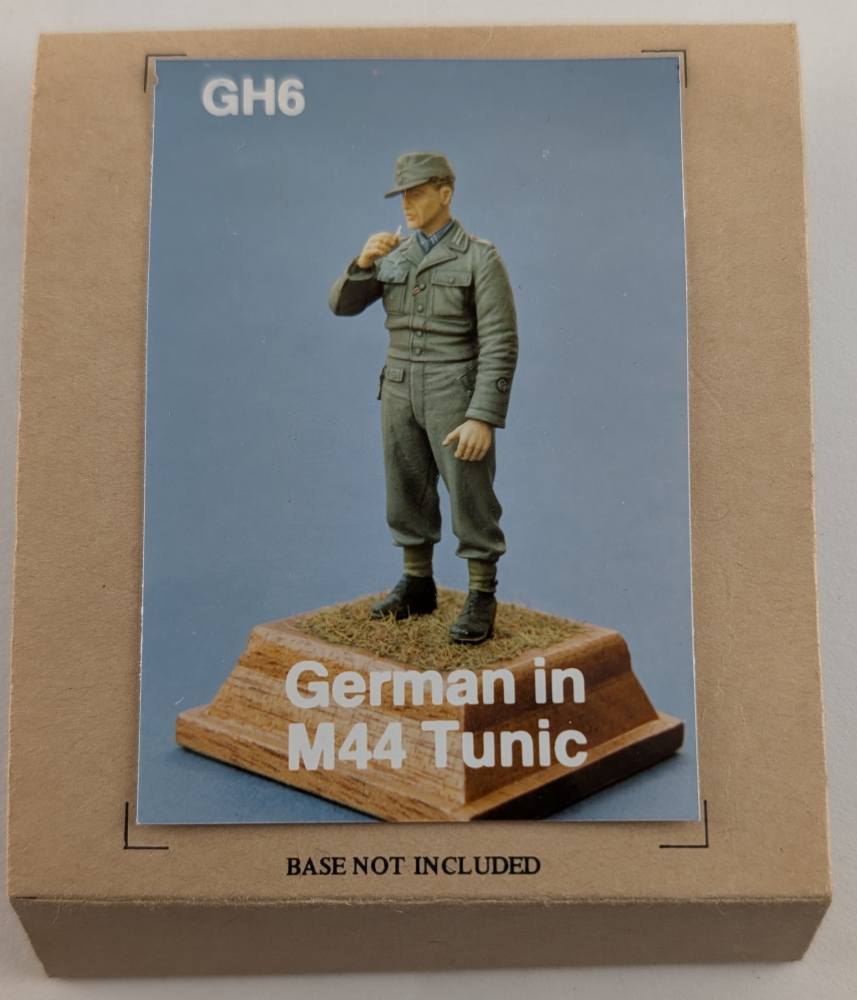 GH6
German in
M44 Tunic
BASE NOT INCLUDED